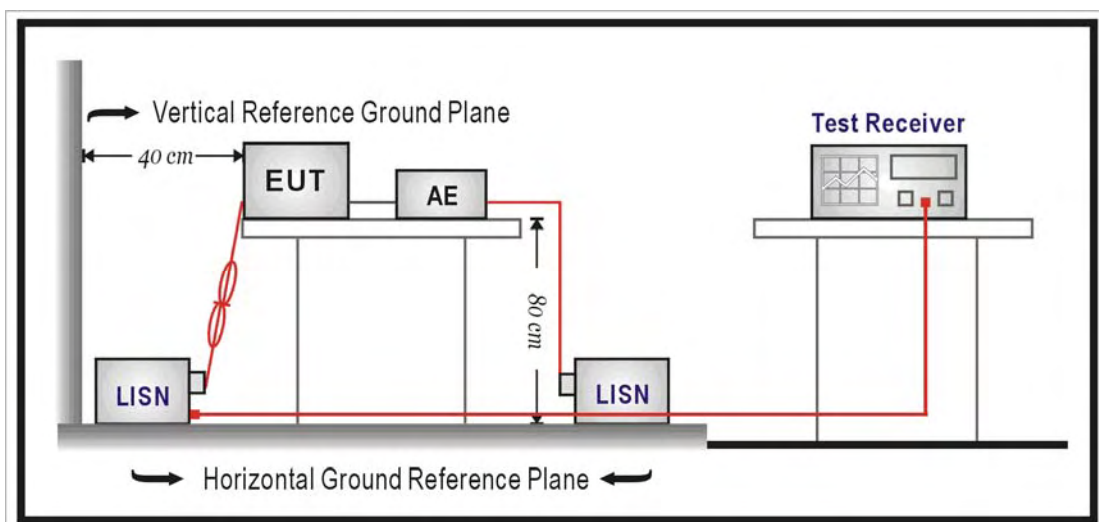 Vertical Reference Ground Plane
Test Receiver
40 cm
EUT
AE
80 cm
LISN
LISN
Horizontal Ground Reference Plane